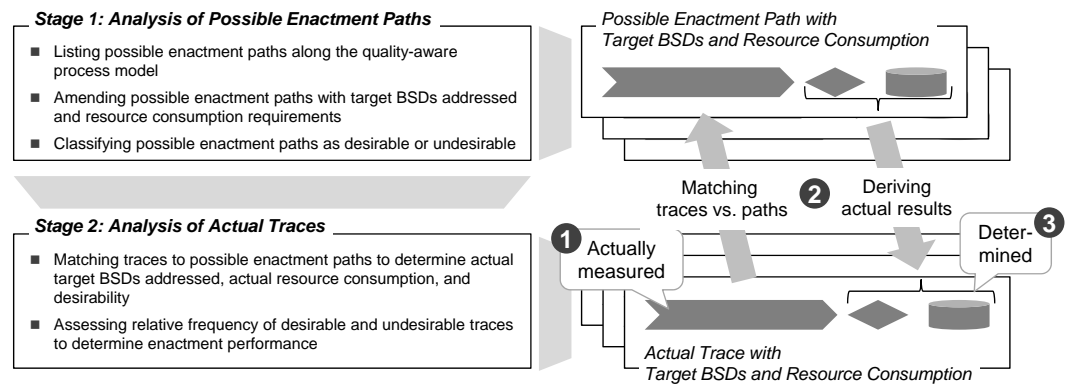 Stage 1: Analysis of Possible Enactment Paths
Listing possible enactment paths along the quality-aware
process model
Amending possible enactment paths with target BSDs addressed
and resource consumption requirements
Classifying possible enactment paths as desirable or undesirable
Possible Enactment Path with
Target BSDs and Resource Consumption
Matching
traces vs. paths
2
Deriving
actual results
Stage 2: Analysis of Actual Traces
Matching traces to possible enactment paths to determine actual
target BSDs addressed, actual resource consumption, and
desirability
Assessing relative frequency of desirable and undesirable traces
to determine enactment performance
1
Actually
measured
3
Deter-
mined
Actual Trace with
Target BSDs and Resource Consumption